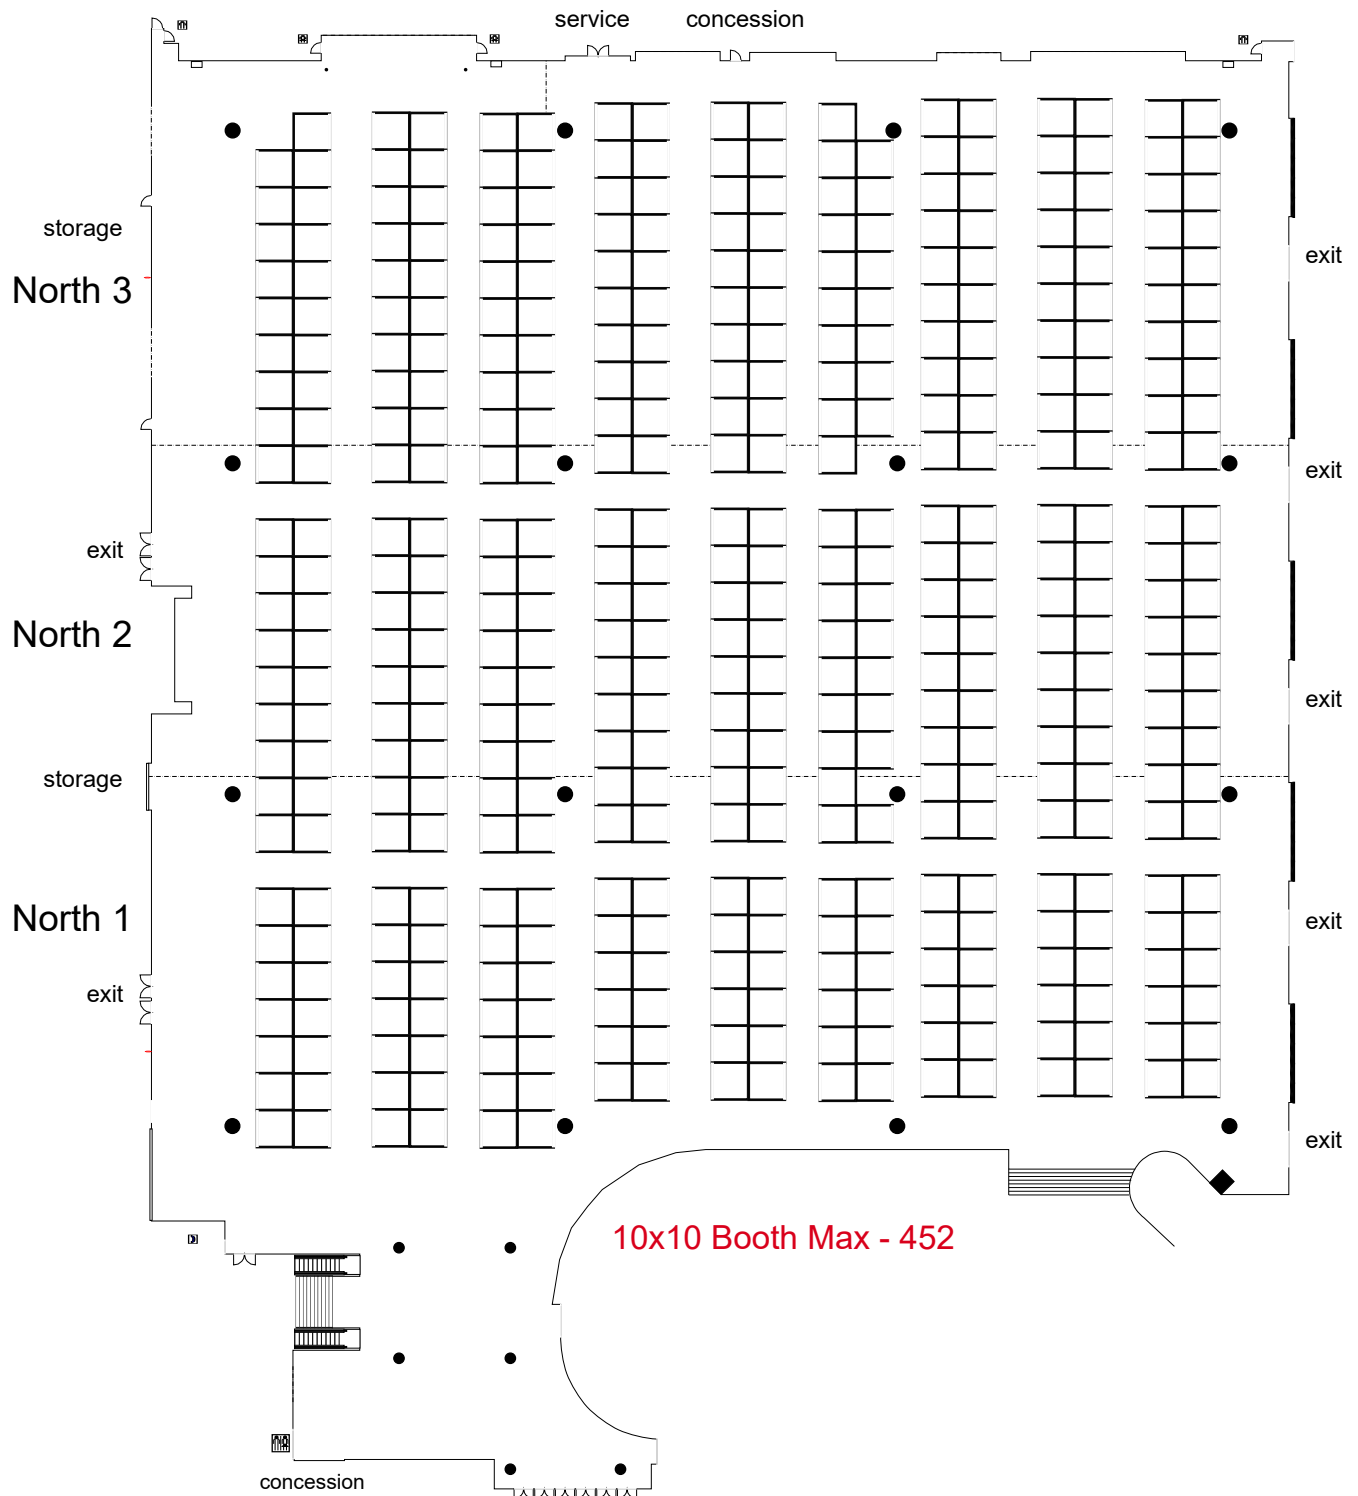 service concession
storage
North 3
exit
exit
exit
North 2
exit
storage
North 1
exit
exit
exit
10x10 Booth Max - 452
concession